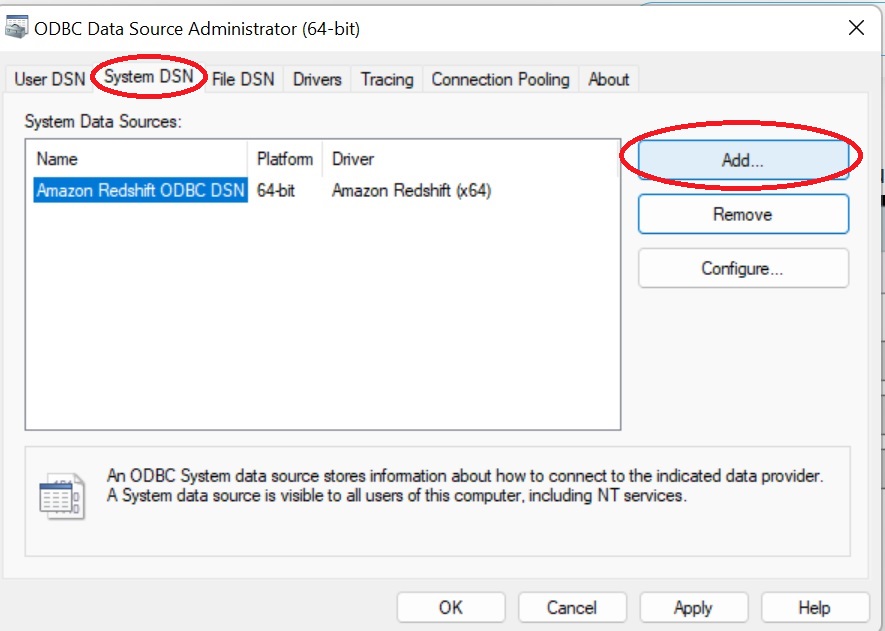 ODBC Data Source Administrator (64-bit)
User DSN System DSN File DSN Drivers Tracing Connection Pooling About
System Data Sources:
Name Platform Driver
Amazon Redshift ODBC DSN 64-bit Amazon Redshift (x64)
Add...
Remove
Configure...
An ODBC System data source stores information about how to connect to the indicated data provider.
A System data source is visible to all users of this computer, including NT services.
OK Cancel Apply Help